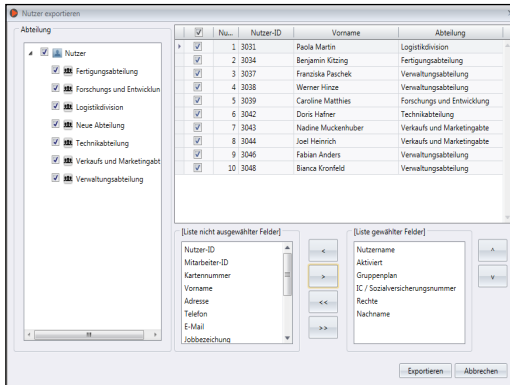 Nutzer exportieren
Abteilung
Nutzer
Fertigungsabteilung
Forschungs und Entwicklun
Logistikdivision
Neue Abteilung
Technikabteilung
Verkaufs und Marketingabt
Verwaltungsabteilung
Nu... Nutzer-ID Vorname Abteilung
1 3031 Paola Martin Logistikdivision
2 3034 Benjamin Kitzing Fertigungsabteilung
3 3037 Franziska Paschek Verwaltungsabteilung
4 3038 Werner Hinze Verwaltungsabteilung
5 3039 Caroline Matthies Forschungs und Entwicklung
6 3042 Doris Hafner Technikabteilung
7 3043 Nadine Muckenhuber Verkaufs und Marketingabte
8 3044 Joel Heinrich Verkaufs und Marketingabte
9 3046 Fabian Anders Verwaltungsabteilung
10 3048 Bianca Kronfeld Verwaltungsabteilung
[Liste nicht ausgewählter Felder]
Nutzer-ID
Mitarbeiter-ID
Kartennummer
Vorname
Adresse
Telefon
E-Mail
Jobbezeichung
<
>
<<
>>
[Liste gewählter Felder]
Nutzername
Aktiviert
Gruppenplan
IC / Sozialversicherungsnummer
Rechte
Nachname
Exportieren Abbrechen